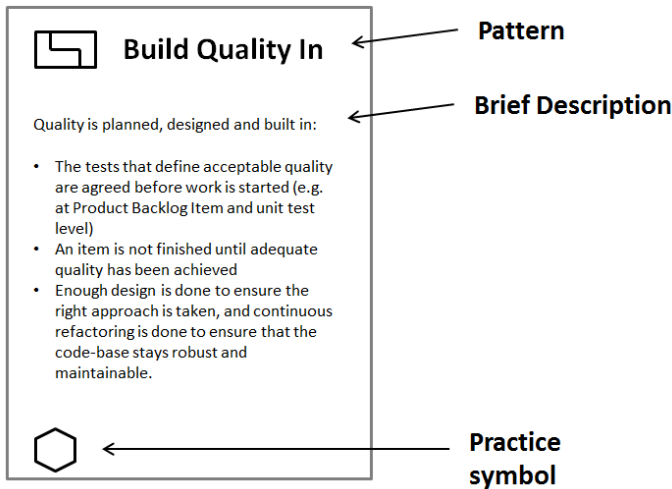 Build Quality In
Pattern
Brief Description
Quality is planned, designed and built in:
• The tests that define acceptable quality
are agreed before work is started (e.g.
at Product Backlog Item and unit test
level)
• An item is not finished until adequate
quality has been achieved
• Enough design is done to ensure the
right approach is taken, and continuous
refactoring is done to ensure that the
code-base stays robust and
maintainable.
Practice
symbol